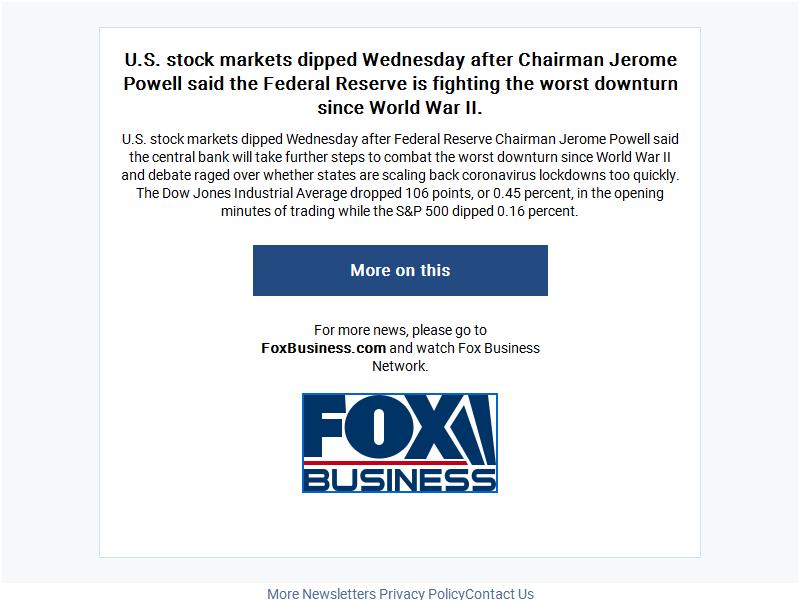 U.S. stock markets dipped Wednesday after Chairman Jerome
Powell said the Federal Reserve is fighting the worst downturn
since World War II.
U.S. stock markets dipped Wednesday after Federal Reserve Chairman Jerome Powell said
the central bank will take further steps to combat the worst downturn since World War II
and debate raged over whether states are scaling back coronavirus lockdowns too quickly.
The Dow Jones Industrial Average dropped 106 points, or 0.45 percent, in the opening
minutes of trading while the S&P 500 dipped 0.16 percent.
More on this
For more news, please go to
FoxBusiness.com and watch Fox Business
Network.
FOX
BUSINESS
More Newsletters Privacy PolicyContact Us